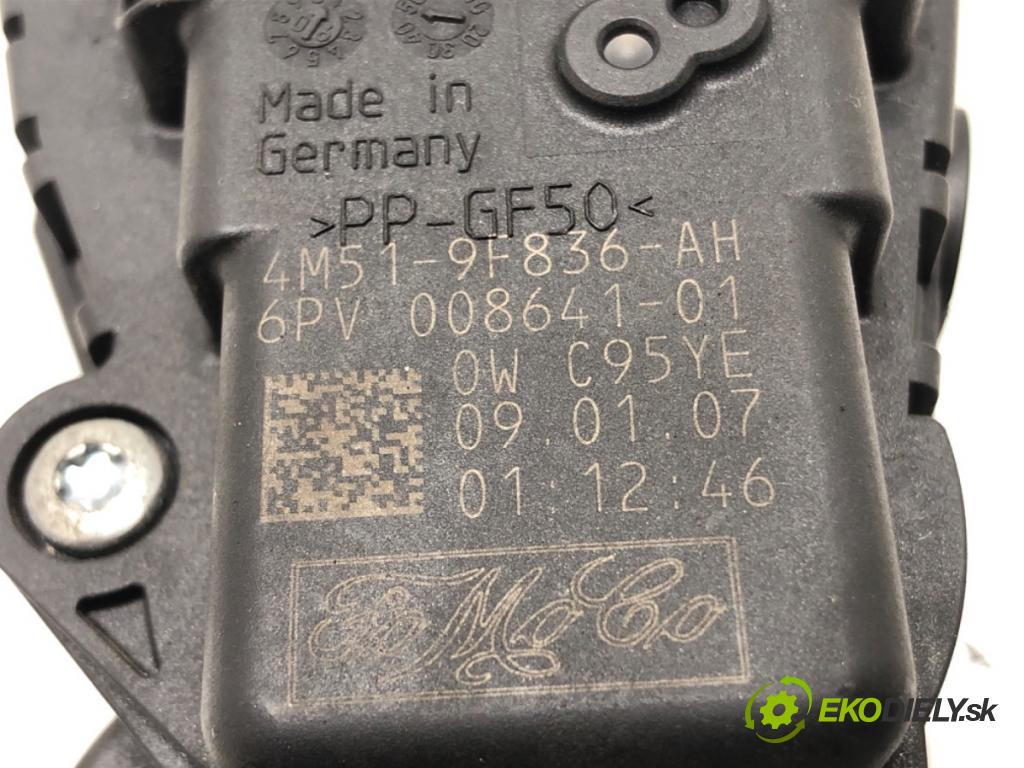 Made in
Germany
>PP-GF50<
4M51-9F836-AH
6PV 008641-01
0W C95YE
09.01.07
01:12:46
FoMoCo
EKODIELY.sk